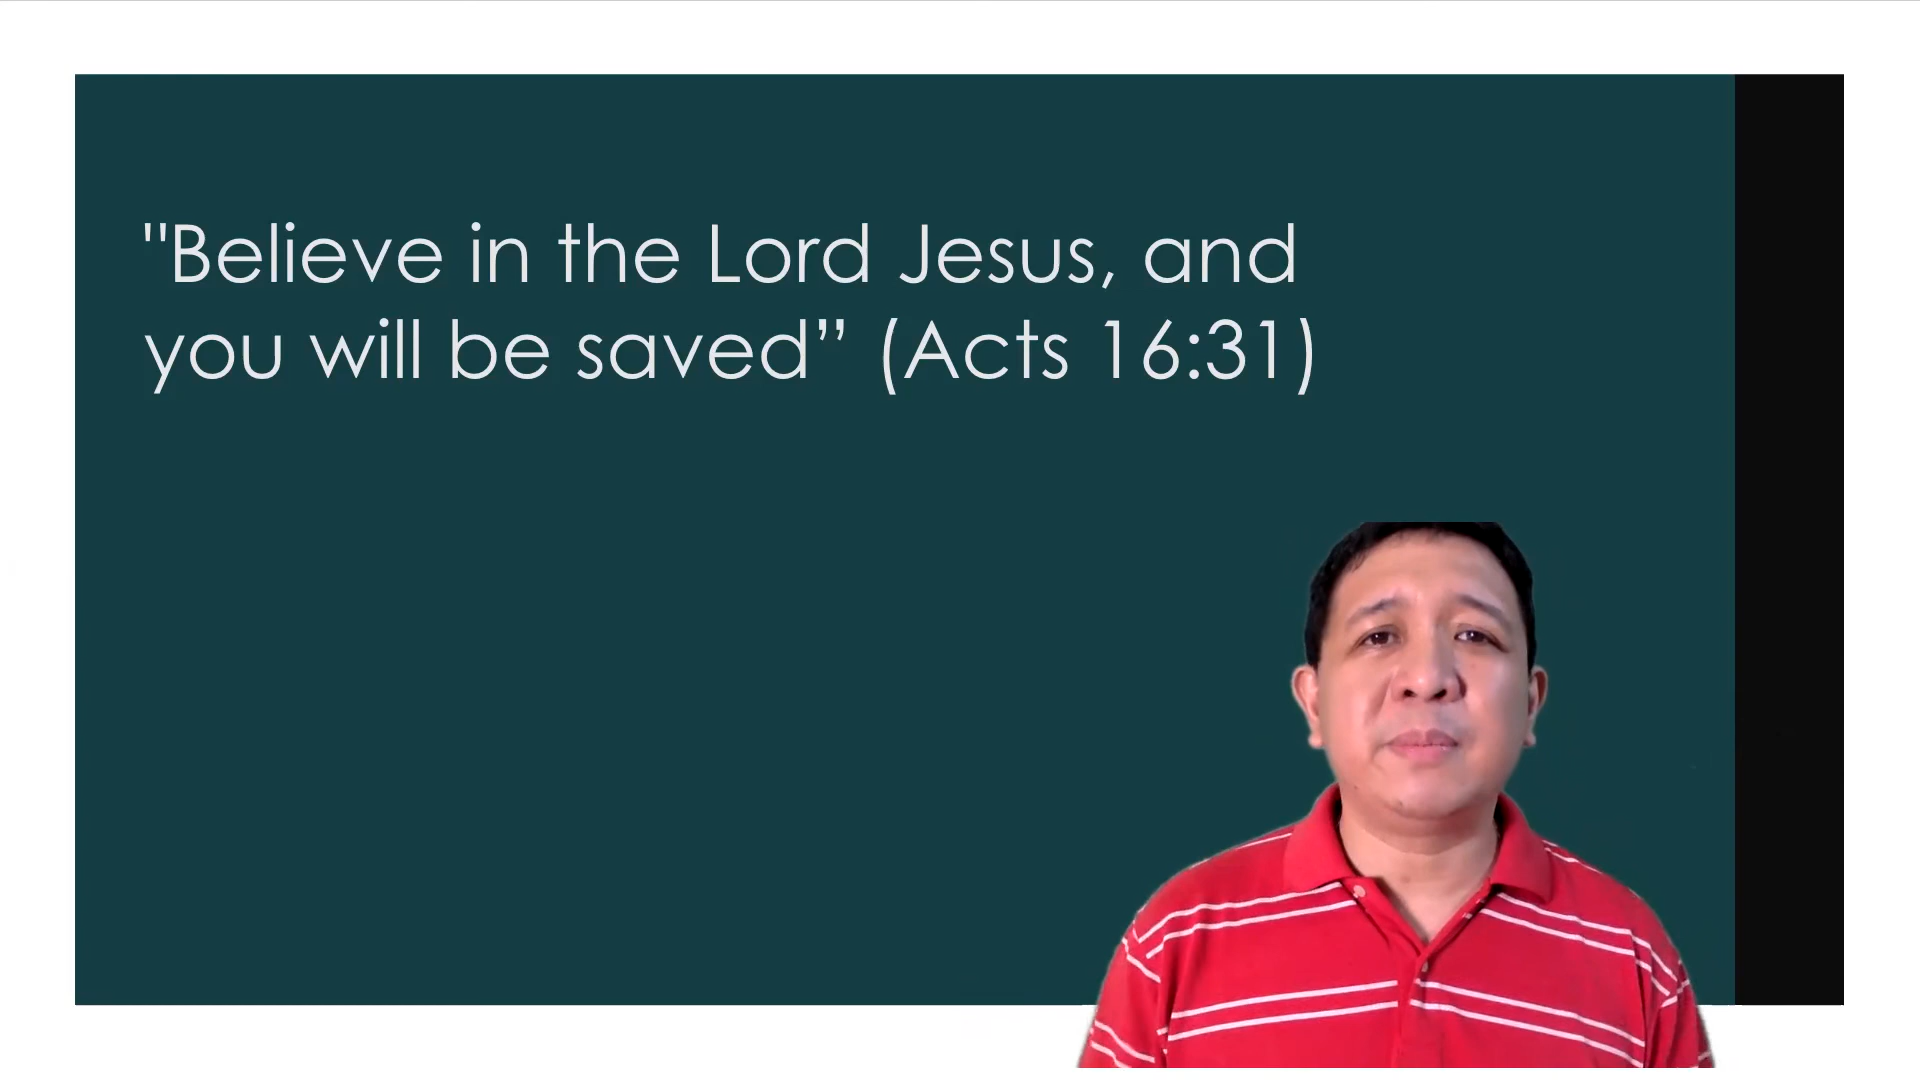 "Believe in the Lord Jesus, and
you will be saved” (Acts 16:31)